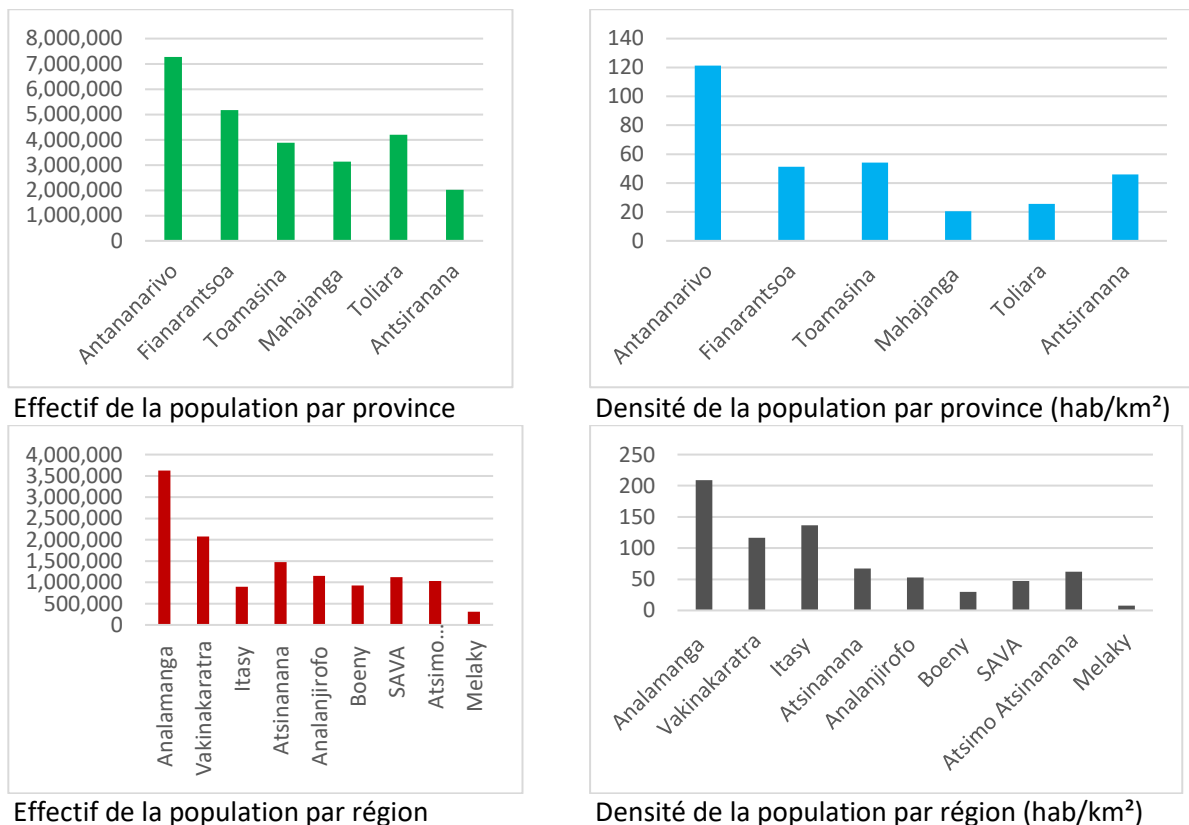 8,000,000
7,000,000
6,000,000
5,000,000
4,000,000
3,000,000
2,000,000
1,000,000
0
Antananarivo
Fianarantsoa
Toamasina
Mahajanga
Toliara
Antsiranana
Effectif de la population par province
140
120
100
80
60
40
20
0
Antananarivo
Fianarantsoa
Toamasina
Mahajanga
Toliara
Antsiranana
Densité de la population par province (hab/km²)
4,000,000
3,500,000
3,000,000
2,500,000
2,000,000
1,500,000
1,000,000
500,000
0
Analamanga
Vakinakaratra
Itasy
Atsinanana
Analanjirofo
Boeny
SAVA
Atsimo...
Melaky
Effectif de la population par région
250
200
150
100
50
0
Analamanga
Vakinakaratra
Itasy
Atsinanana
Analanjirofo
Boeny
SAVA
Atsimo Atsinanana
Melaky
Densité de la population par région (hab/km²)